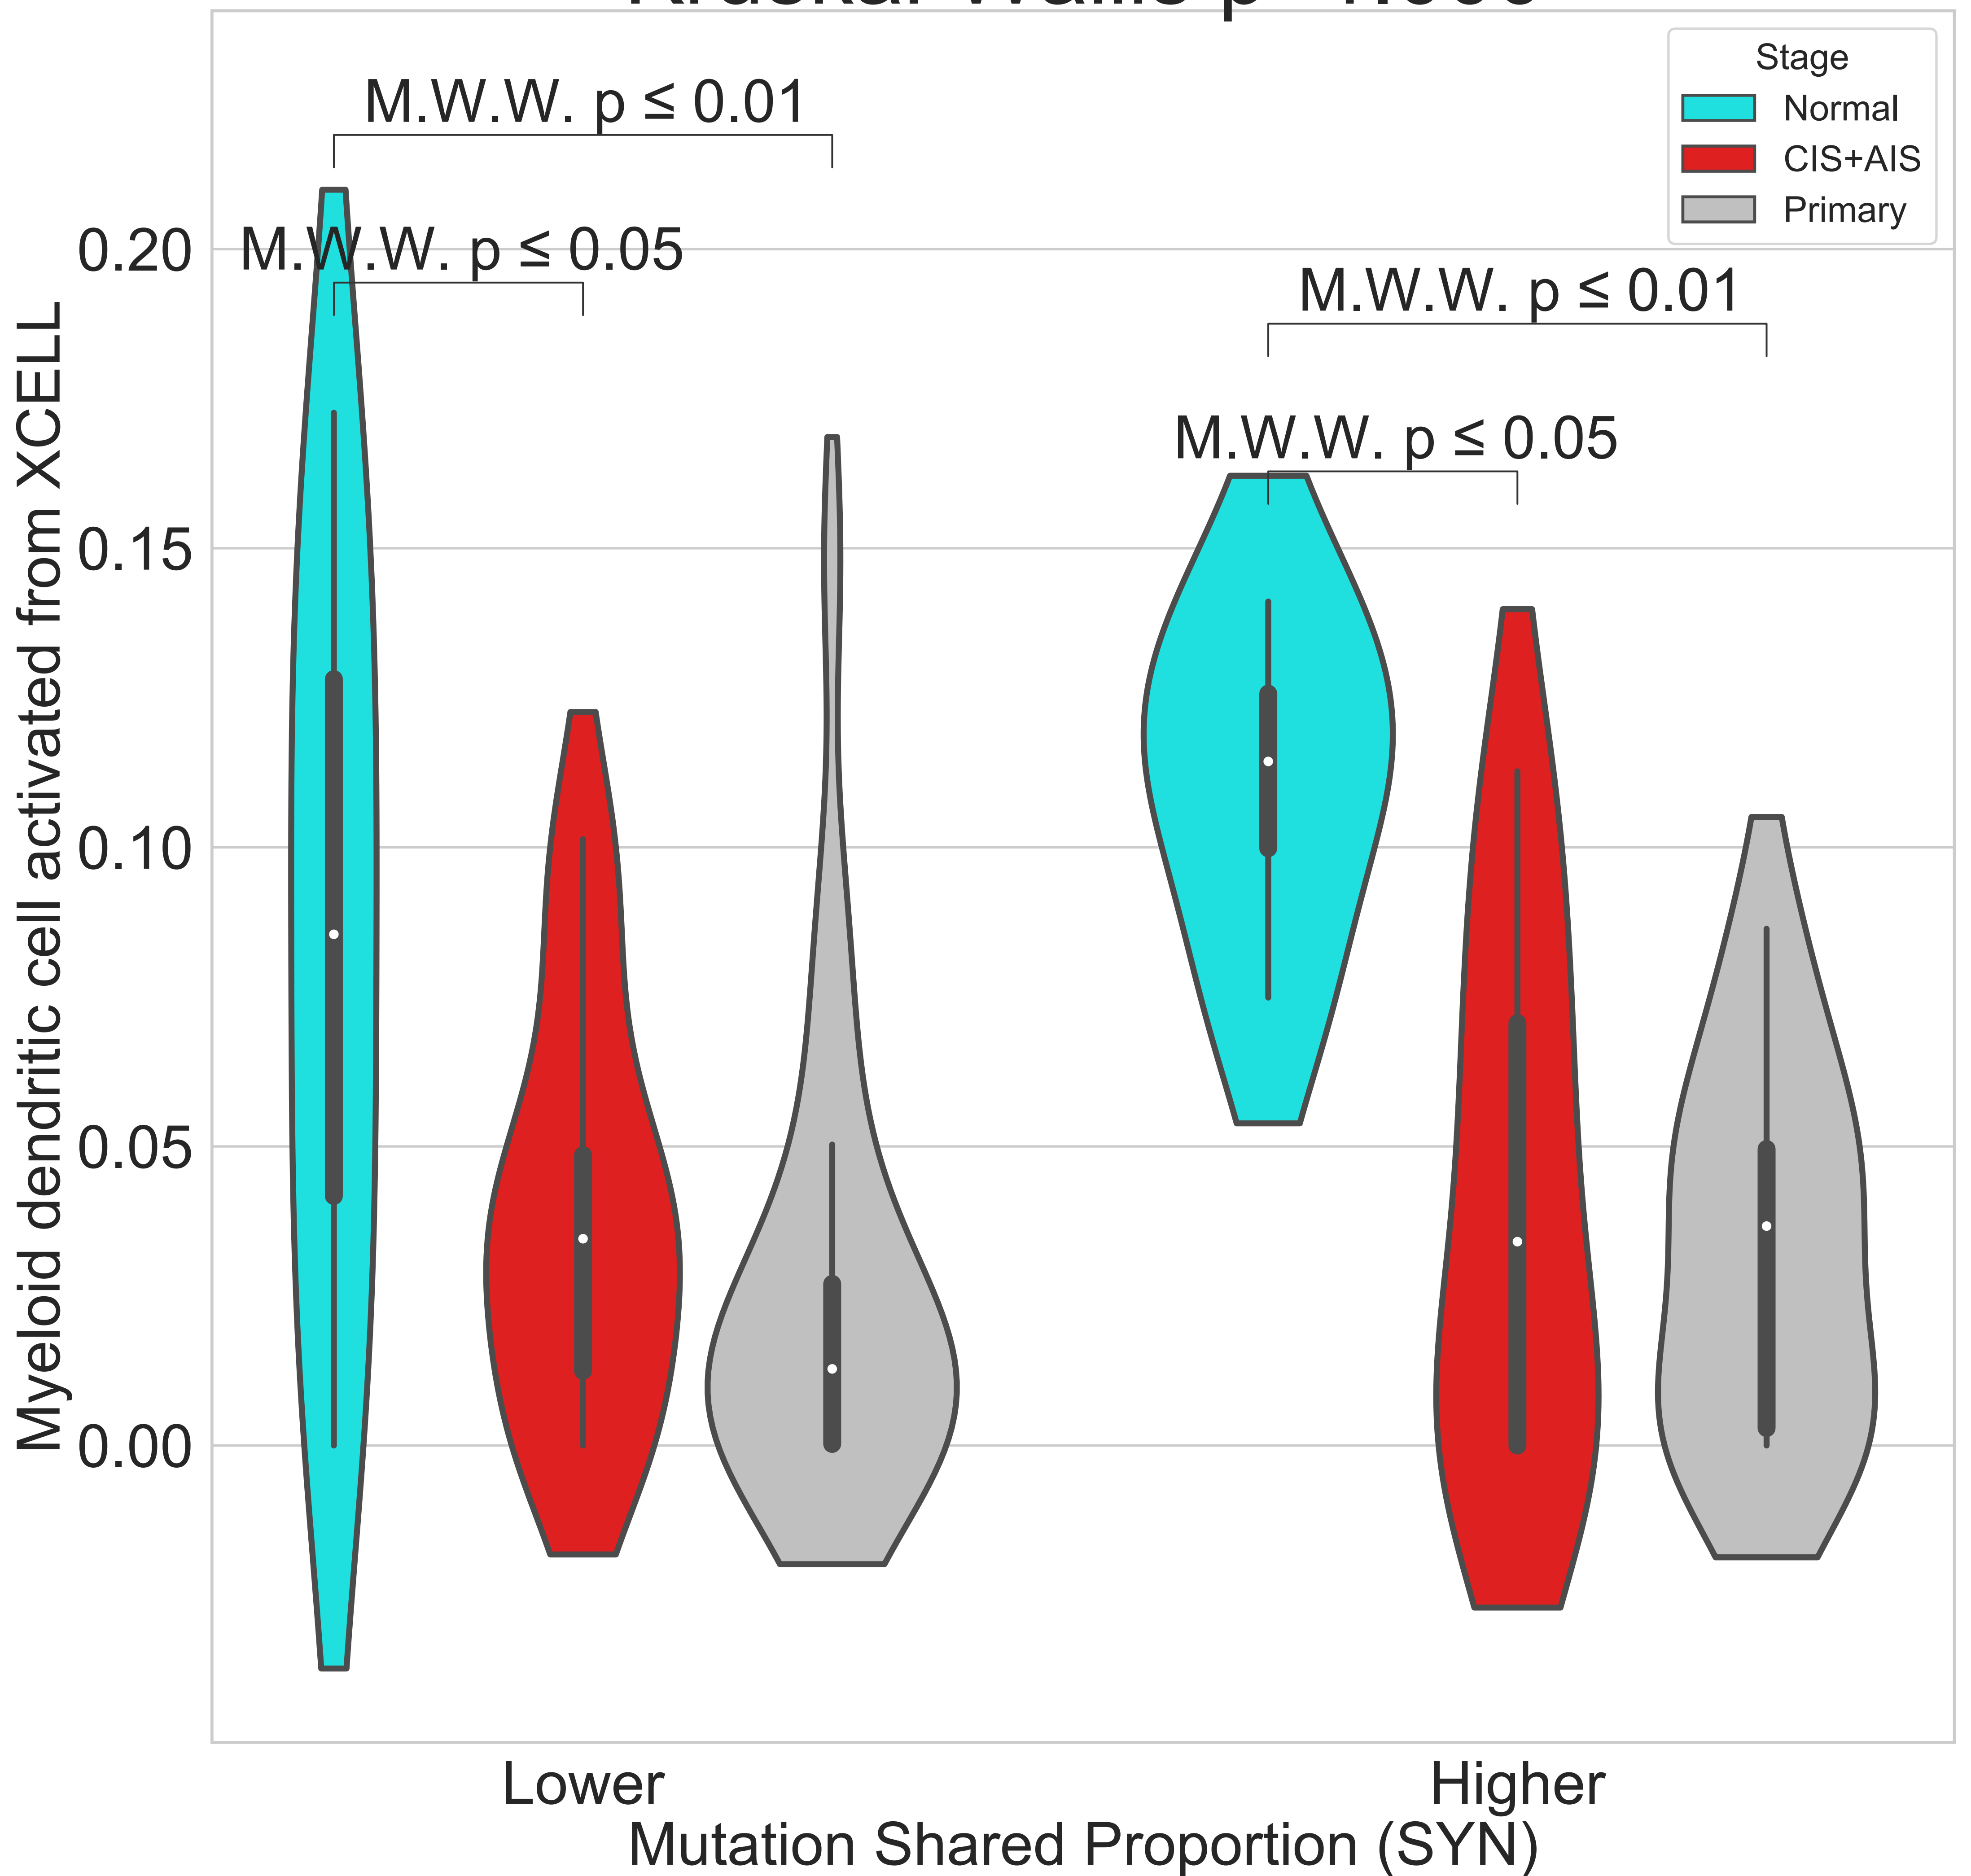 Stage
Normal
CIS+AIS
Primary
M.W.W. p ≤ 0.01
M.W.W. p ≤ 0.05
M.W.W. p ≤ 0.01
M.W.W. p ≤ 0.05
0.20
0.15
0.10
0.05
0.00
Myeloid dendritic cell activated from XCELL
Lower
Higher
Mutation Shared Proportion (SYN)